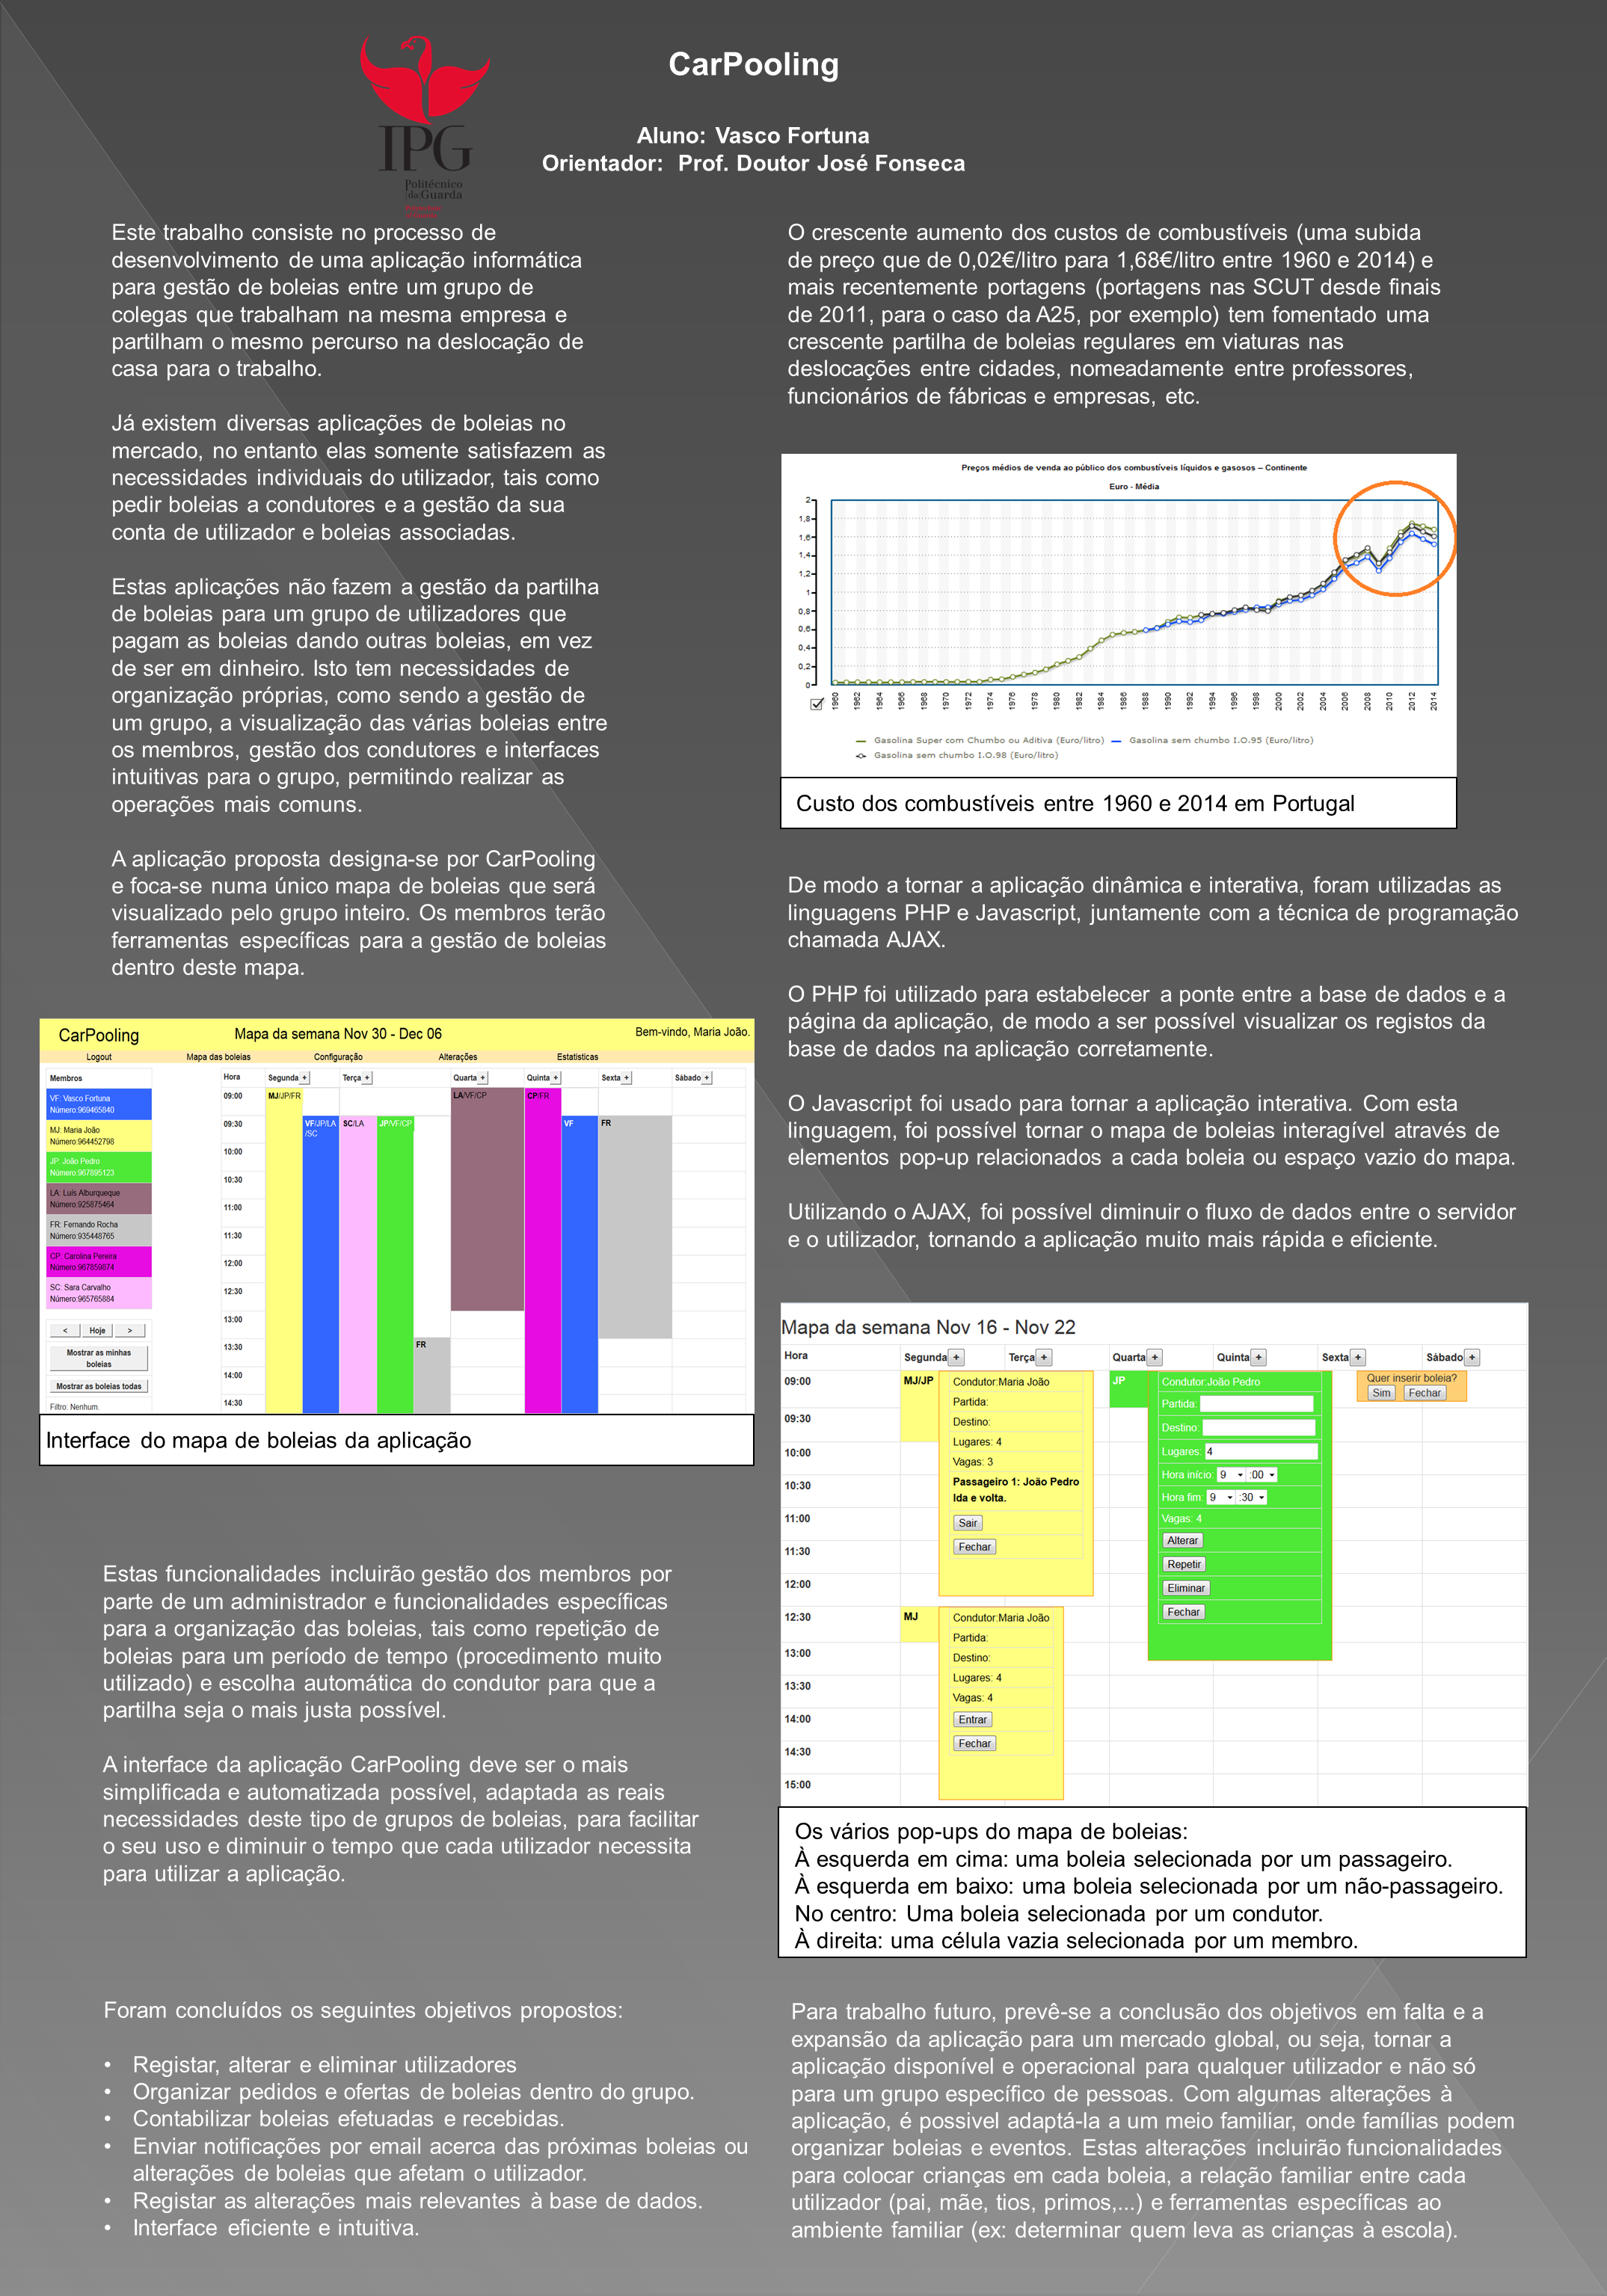 CarPooling
Aluno: Vasco Fortuna
Orientador: Prof. Doutor José Fonseca
IPG
Politécnico
da Guarda
Este trabalho consiste no processo de
desenvolvimento de uma aplicação informática
para gestão de boleias entre um grupo de
colegas que trabalham na mesma empresa e
partilham o mesmo percurso na deslocação de
casa para o trabalho.
Já existem diversas aplicações de boleias no
mercado, no entanto elas somente satisfazem as
necessidades individuais do utilizador, tais como
pedir boleias a condutores e a gestão da sua
conta de utilizador e boleias associadas.
Estas aplicações não fazem a gestão da partilha
de boleias para um grupo de utilizadores que
pagam as boleias dando outras boleias, em vez
de ser em dinheiro. Isto tem necessidades de
organização próprias, como sendo a gestão de
um grupo, a visualização das várias boleias entre
os membros, gestão dos condutores e interfaces
intuitivas para o grupo, permitindo realizar as
operações mais comuns.
A aplicação proposta designa-se por CarPooling
e foca-se numa único mapa de boleias que será
visualizado pelo grupo inteiro. Os membros terão
ferramentas específicas para a gestão de boleias
dentro deste mapa.
CarPooling
Mapa da semana Nov 30 - Dec 06
Bem-vindo, Maria João.
Logout Mapa das boleias Configuração Alterações Estatisticas
Membros
VF: Vasco Fortuna
Número:969465840
MJ: Maria João
Número:964452798
JP: João Pedro
Número:967895123
LA: Luís Alburqueque
Número:925875464
FR: Fernando Rocha
Número:935448765
CP: Carolina Pereira
Número:967859874
SC: Sara Carvalho
Número:965765884
< Hoje >
Mostrar as minhas
boleias
Mostrar as boleias todas
Filtro: Nenhum.
Hora Segunda + Terça + Quarta + Quinta + Sexta + Sábado +
09:00 MJ/JP/FR LA/VF/CP CP/FR
09:30 VF/JP/LA SC/LA JP/VF/CP VF FR
/SC
10:00
10:30
11:00
11:30
12:00
12:30
13:00
13:30 FR
14:00
14:30
Interface do mapa de boleias da aplicação
Estas funcionalidades incluirão gestão dos membros por
parte de um administrador e funcionalidades específicas
para a organização das boleias, tais como repetição de
boleias para um período de tempo (procedimento muito
utilizado) e escolha automática do condutor para que a
partilha seja o mais justa possível.
A interface da aplicação CarPooling deve ser o mais
simplificada e automatizada possível, adaptada as reais
necessidades deste tipo de grupos de boleias, para facilitar
o seu uso e diminuir o tempo que cada utilizador necessita
para utilizar a aplicação.
Foram concluídos os seguintes objetivos propostos:
• Registar, alterar e eliminar utilizadores
• Organizar pedidos e ofertas de boleias dentro do grupo.
• Contabilizar boleias efetuadas e recebidas.
• Enviar notificações por email acerca das próximas boleias ou
alterações de boleias que afetam o utilizador.
• Registar as alterações mais relevantes à base de dados.
• Interface eficiente e intuitiva.
O crescente aumento dos custos de combustíveis (uma subida
de preço que de 0,02€/litro para 1,68€/litro entre 1960 e 2014) e
mais recentemente portagens (portagens nas SCUT desde finais
de 2011, para o caso da A25, por exemplo) tem fomentado uma
crescente partilha de boleias regulares em viaturas nas
deslocações entre cidades, nomeadamente entre professores,
funcionários de fábricas e empresas, etc.
Preços médios de venda ao público dos combustíveis líquidos e gasosos – Continente
Euro - Média
2
1,8
1,6
1,4
1,2
1
0,8
0,6
0,4
0,2
0
1960 1962 1964 1966 1968 1970 1972 1974 1976 1978 1980 1982 1984 1986 1988 1990 1992 1994 1996 1998 2000 2002 2004 2006 2008 2010 2012 2014
Gasolina Super com Chumbo ou Aditiva (Euro/litro) Gasolina sem chumbo I.O.95 (Euro/litro)
Gasolina sem chumbo I.O.98 (Euro/litro)
Custo dos combustíveis entre 1960 e 2014 em Portugal
De modo a tornar a aplicação dinâmica e interativa, foram utilizadas as
linguagens PHP e Javascript, juntamente com a técnica de programação
chamada AJAX.
O PHP foi utilizado para estabelecer a ponte entre a base de dados e a
página da aplicação, de modo a ser possível visualizar os registos da
base de dados na aplicação corretamente.
O Javascript foi usado para tornar a aplicação interativa. Com esta
linguagem, foi possível tornar o mapa de boleias interagível através de
elementos pop-up relacionados a cada boleia ou espaço vazio do mapa.
Utilizando o AJAX, foi possível diminuir o fluxo de dados entre o servidor
e o utilizador, tornando a aplicação muito mais rápida e eficiente.
Mapa da semana Nov 16 - Nov 22
Hora Segunda + Terça + Quarta + Quinta + Sexta + Sábado +
09:00
09:30
10:00
10:30
11:00
11:30
12:00
12:30
13:00
13:30
14:00
14:30
15:00
MJ/JP
Condutor:Maria João
Partida:
Destino:
Lugares: 4
Vagas: 3
Passageiro 1: João Pedro
Ida e volta.
Sair
Fechar
MJ
Condutor:Maria João
Partida:
Destino:
Lugares: 4
Vagas: 4
Entrar
Fechar
JP
Condutor:João Pedro
Partida:
Destino:
Lugares: 4
Hora início: 9 :00
Hora fim: 9 :30
Vagas: 4
Alterar
Repetir
Eliminar
Fechar
Quer inserir boleia?
Sim Fechar
Os vários pop-ups do mapa de boleias:
À esquerda em cima: uma boleia selecionada por um passageiro.
À esquerda em baixo: uma boleia selecionada por um não-passageiro.
No centro: Uma boleia selecionada por um condutor.
À direita: uma célula vazia selecionada por um membro.
Para trabalho futuro, prevê-se a conclusão dos objetivos em falta e a
expansão da aplicação para um mercado global, ou seja, tornar a
aplicação disponível e operacional para qualquer utilizador e não só
para um grupo específico de pessoas. Com algumas alterações à
aplicação, é possivel adaptá-la a um meio familiar, onde famílias podem
organizar boleias e eventos. Estas alterações incluirão funcionalidades
para colocar crianças em cada boleia, a relação familiar entre cada
utilizador (pai, mãe, tios, primos,...) e ferramentas específicas ao
ambiente familiar (ex: determinar quem leva as crianças à escola).